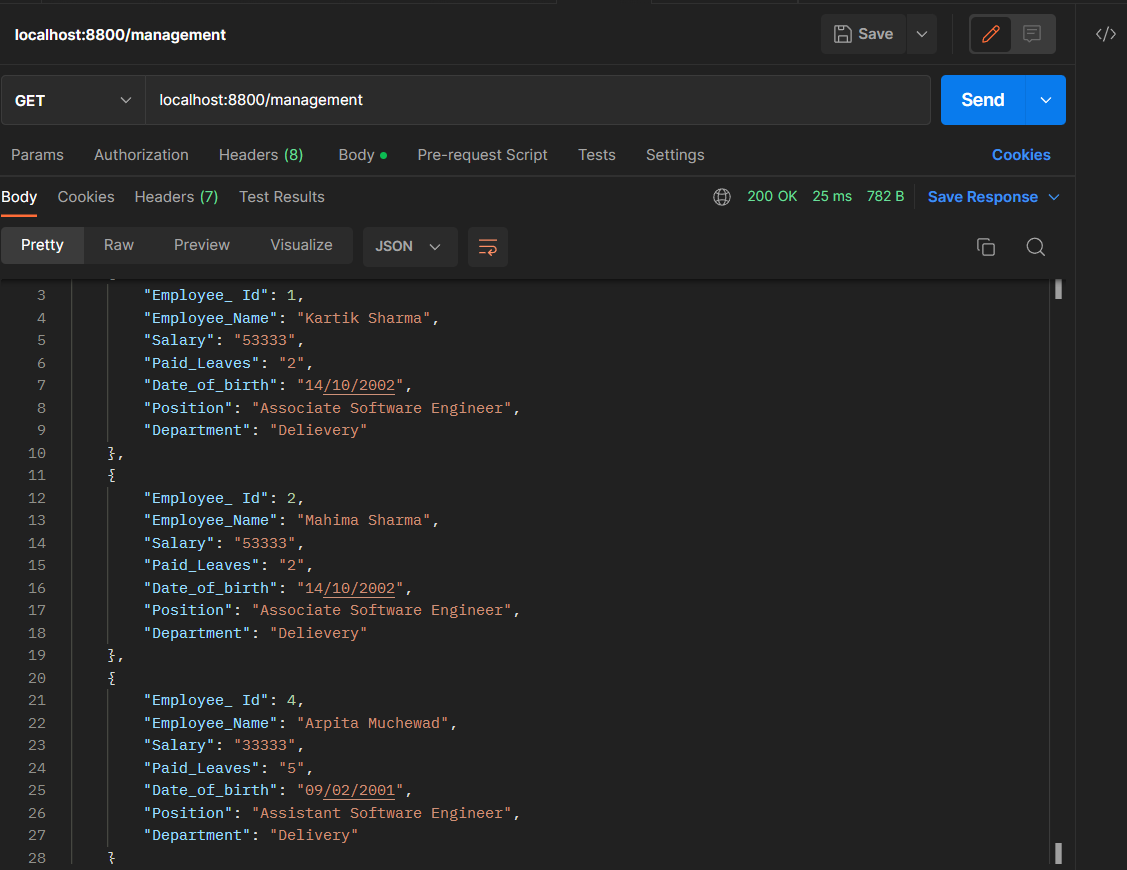 localhost:8800/management
Save
GET localhost:8800/management Send
Params Authorization Headers (8) Body Pre-request Script Tests Settings Cookies
Body Cookies Headers (7) Test Results 200 OK 25 ms 782 B Save Response
Pretty Raw Preview Visualize JSON
3 "Employee_ Id": 1,
4 "Employee_Name": "Kartik Sharma",
5 "Salary": "53333",
6 "Paid_Leaves": "2",
7 "Date_of_birth": "14/10/2002",
8 "Position": "Associate Software Engineer",
9 "Department": "Delievery"
10 },
11 {
12 "Employee_ Id": 2,
13 "Employee_Name": "Mahima Sharma",
14 "Salary": "53333",
15 "Paid_Leaves": "2",
16 "Date_of_birth": "14/10/2002",
17 "Position": "Associate Software Engineer",
18 "Department": "Delievery"
19 },
20 {
21 "Employee_ Id": 4,
22 "Employee_Name": "Arpita Muchewad",
23 "Salary": "33333",
24 "Paid_Leaves": "5",
25 "Date_of_birth": "09/02/2001",
26 "Position": "Assistant Software Engineer",
27 "Department": "Delivery"
28 }